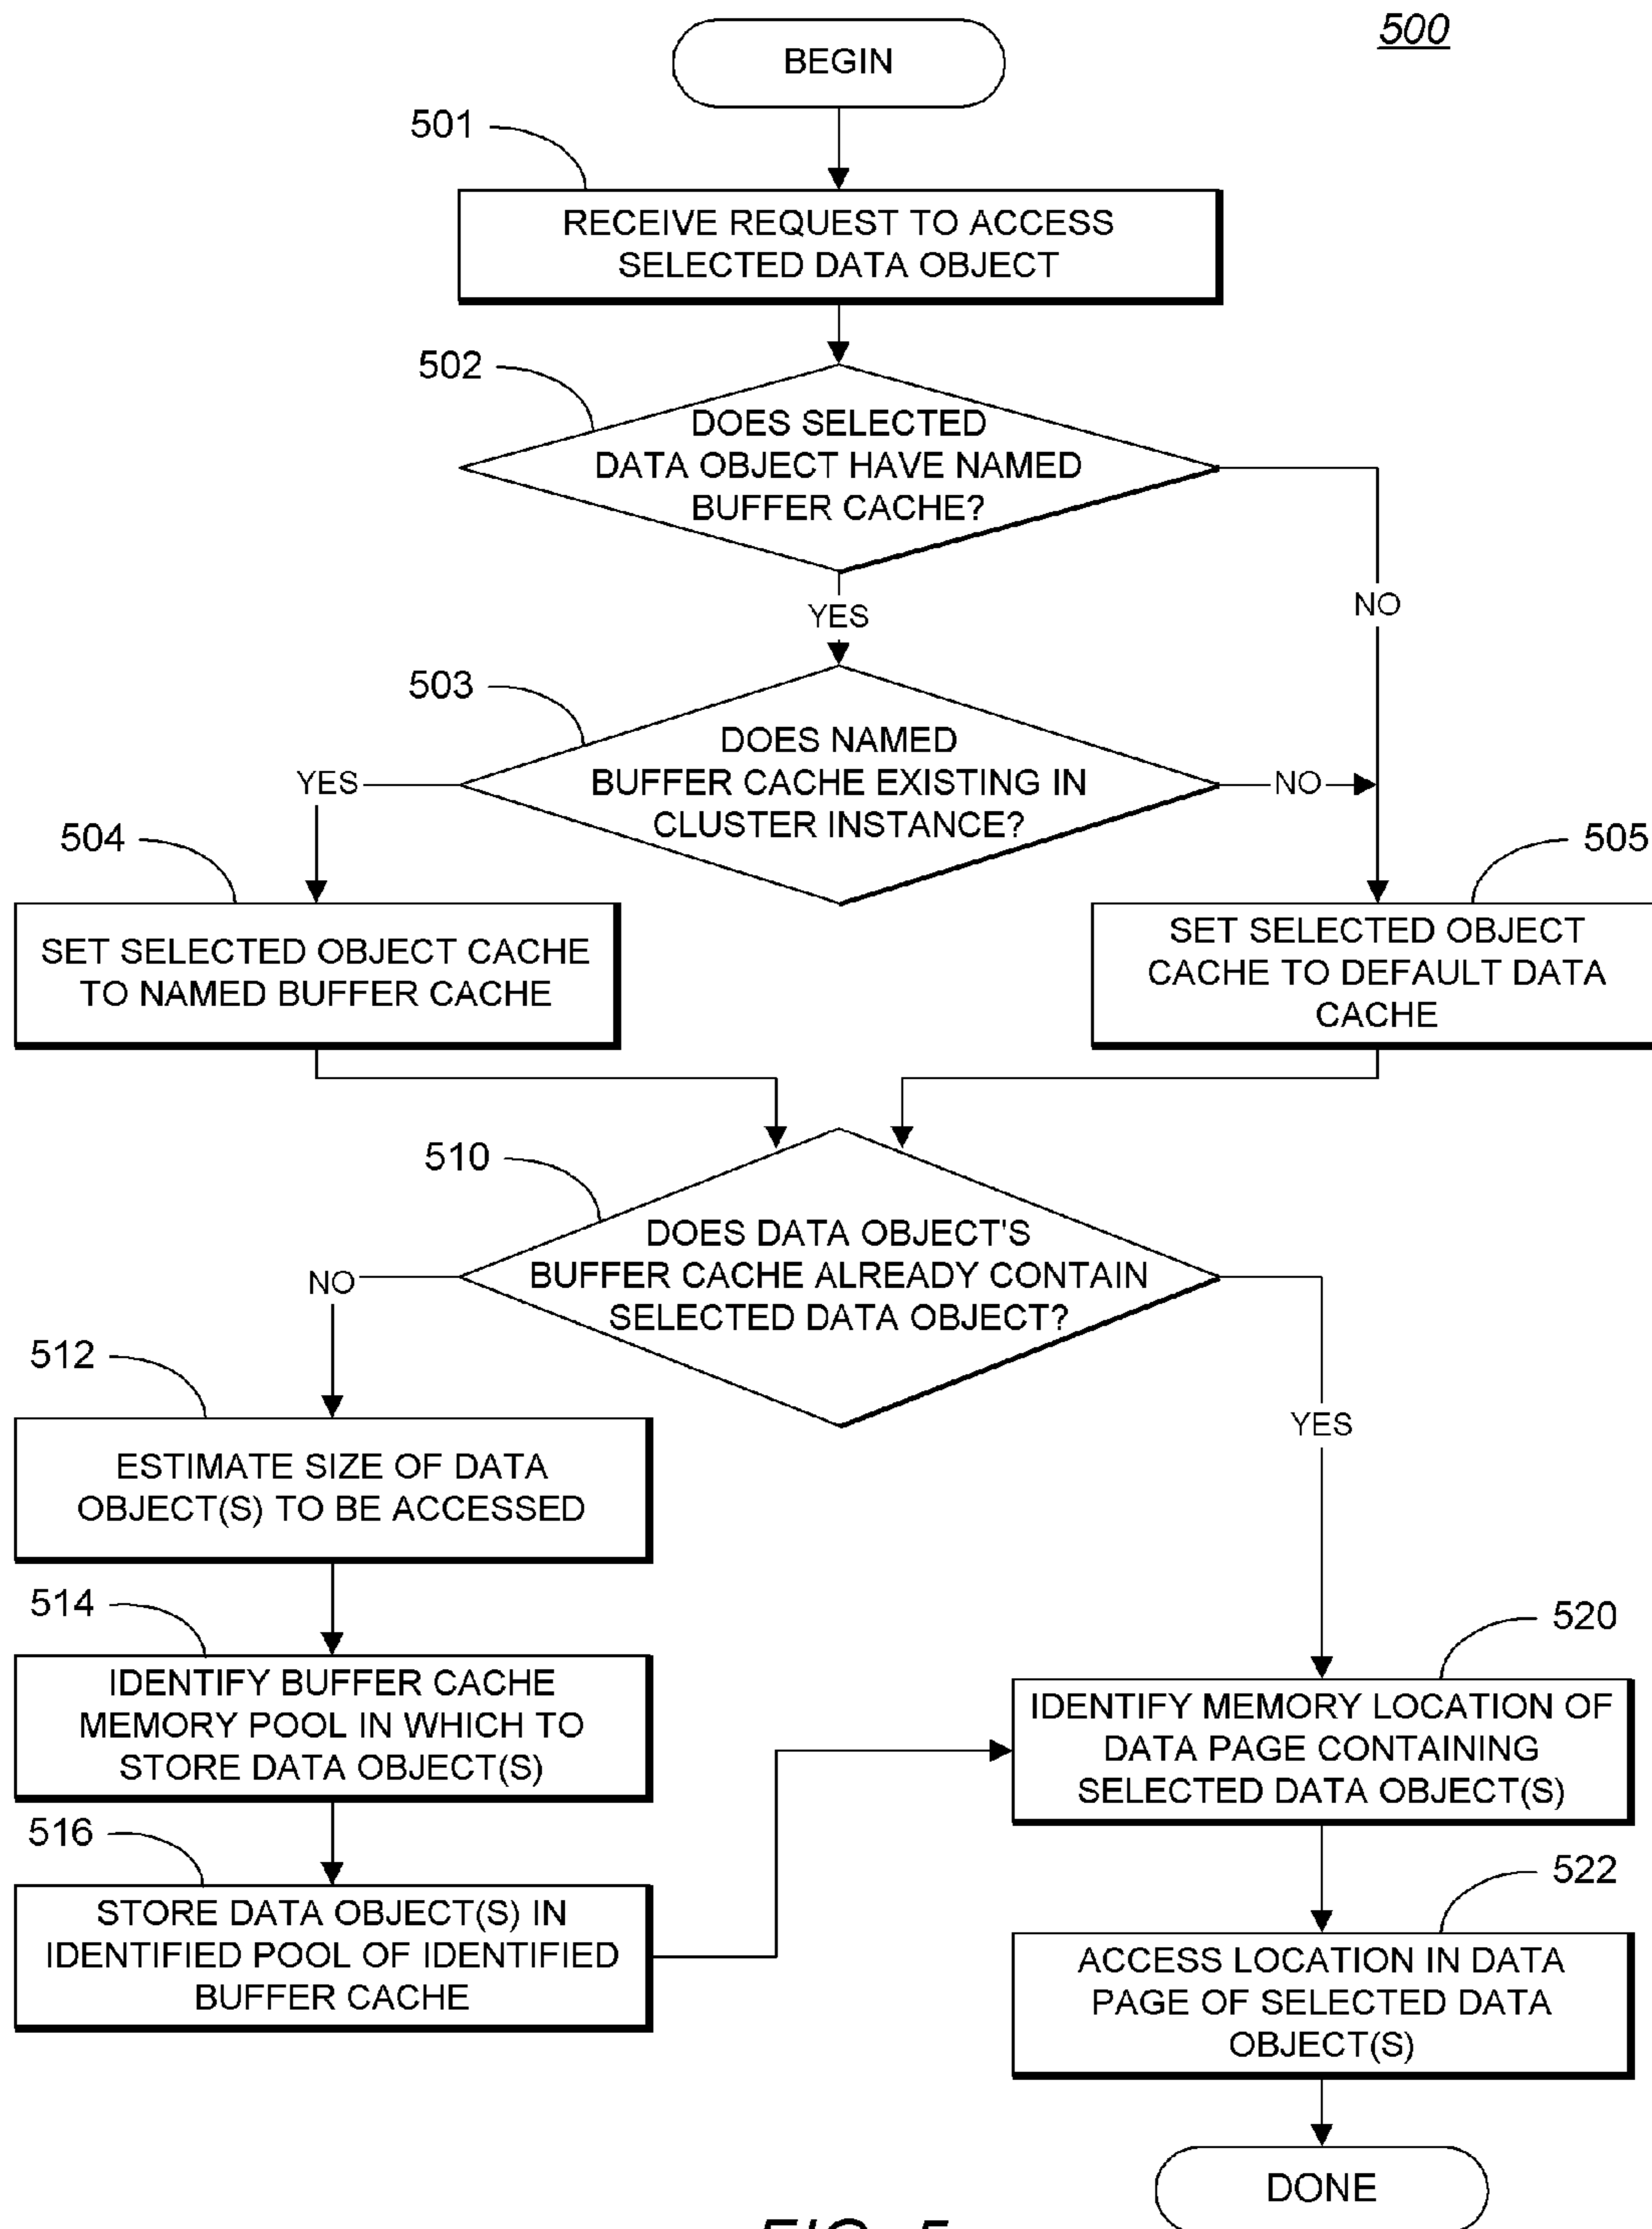 500
BEGIN
501
RECEIVE REQUEST TO ACCESS
SELECTED DATA OBJECT
502
DOES SELECTED
DATA OBJECT HAVE NAMED
BUFFER CACHE?
NO
YES
503
DOES NAMED
BUFFER CACHE EXISTING IN
CLUSTER INSTANCE?
YES
NO
504
505
SET SELECTED OBJECT CACHE
TO NAMED BUFFER CACHE
SET SELECTED OBJECT
CACHE TO DEFAULT DATA
CACHE
510
DOES DATA OBJECT'S
BUFFER CACHE ALREADY CONTAIN
SELECTED DATA OBJECT?
NO
YES
512
ESTIMATE SIZE OF DATA
OBJECT(S) TO BE ACCESSED
514
IDENTIFY BUFFER CACHE
MEMORY POOL IN WHICH TO
STORE DATA OBJECT(S)
516
STORE DATA OBJECT(S) IN
IDENTIFIED POOL OF IDENTIFIED
BUFFER CACHE
520
IDENTIFY MEMORY LOCATION OF
DATA PAGE CONTAINING
SELECTED DATA OBJECT(S)
522
ACCESS LOCATION IN DATA
PAGE OF SELECTED DATA
OBJECT(S)
DONE
FIG. 5